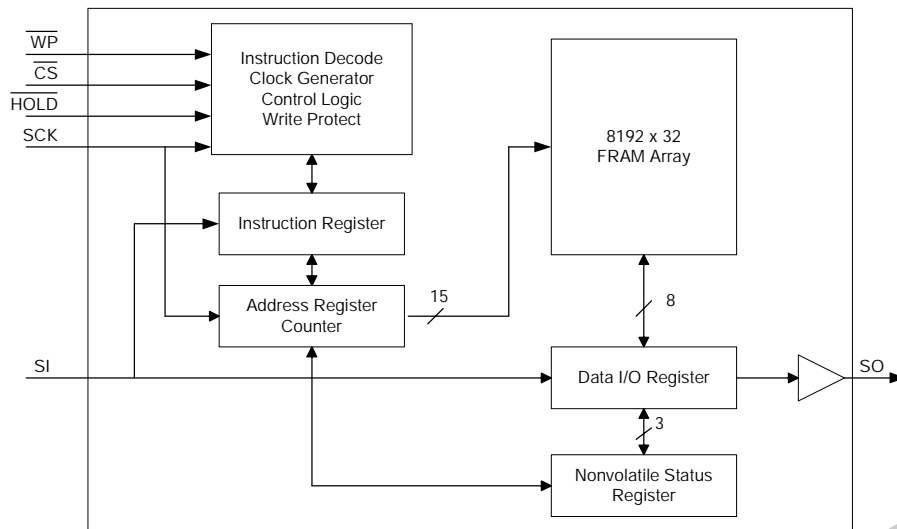 WP
CS
HOLD
SCK
Instruction Decode
Clock Generator
Control Logic
Write Protect
8192 x 32
FRAM Array
Instruction Register
Address Register
Counter
15
8
SI
Data I/O Register
SO
3
Nonvolatile Status
Register